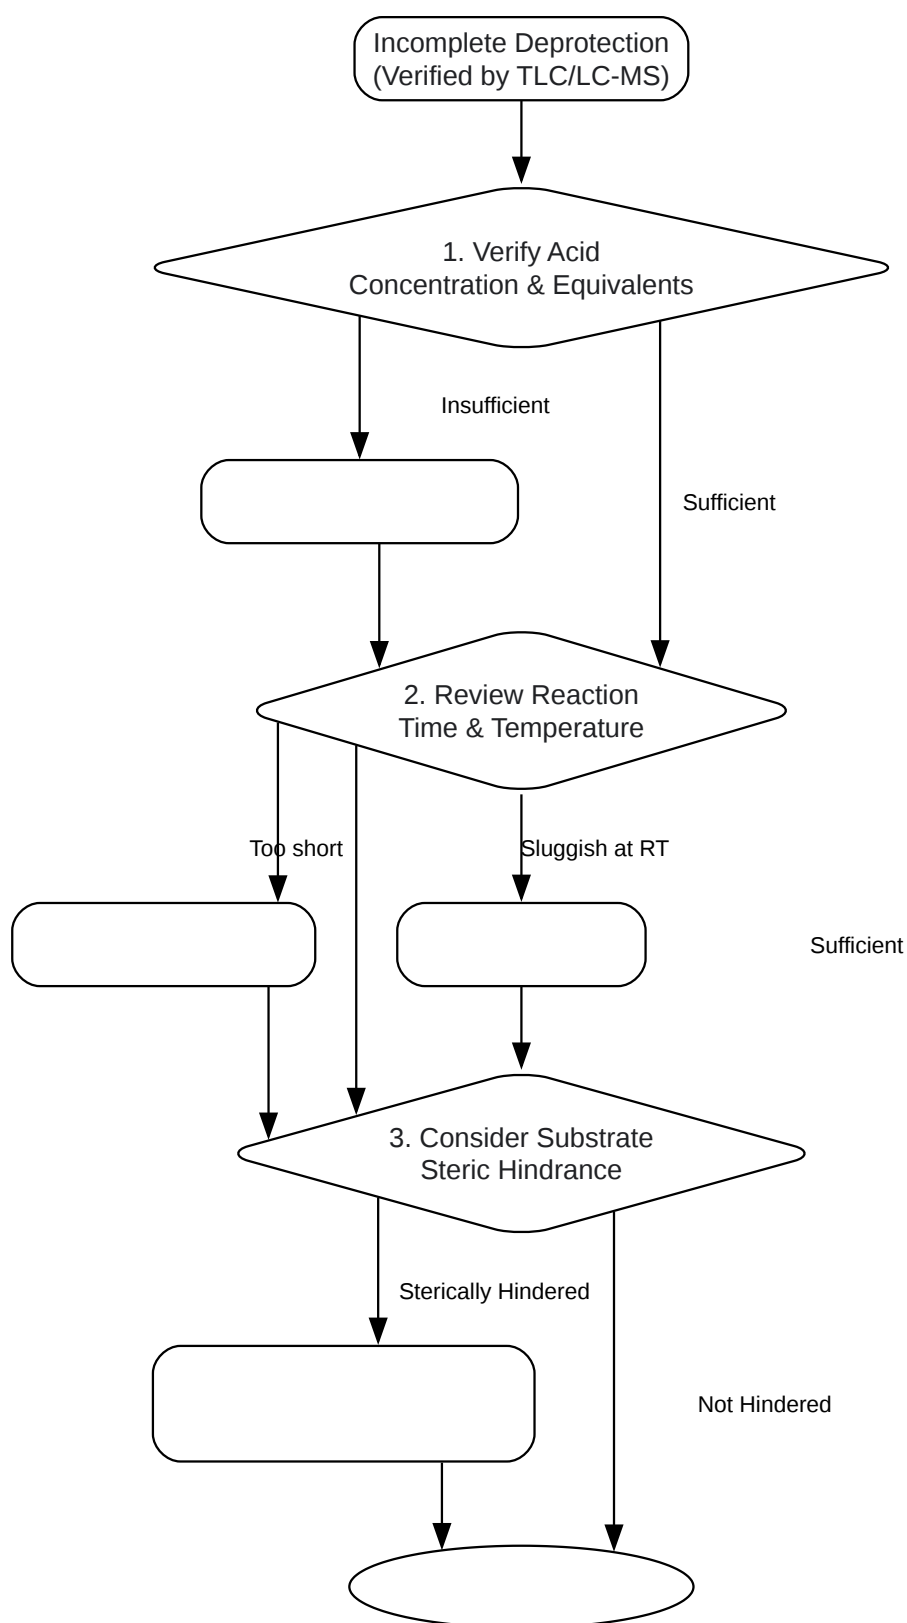 Incomplete Deprotection
(Verified by TLC/LC-MS)
1. Verify Acid
Concentration & Equivalents
Insufficient
Sufficient
2. Review Reaction
Time & Temperature
Too short
Sluggish at RT
Sufficient
3. Consider Substrate
Steric Hindrance
Sterically Hindered
Not Hindered